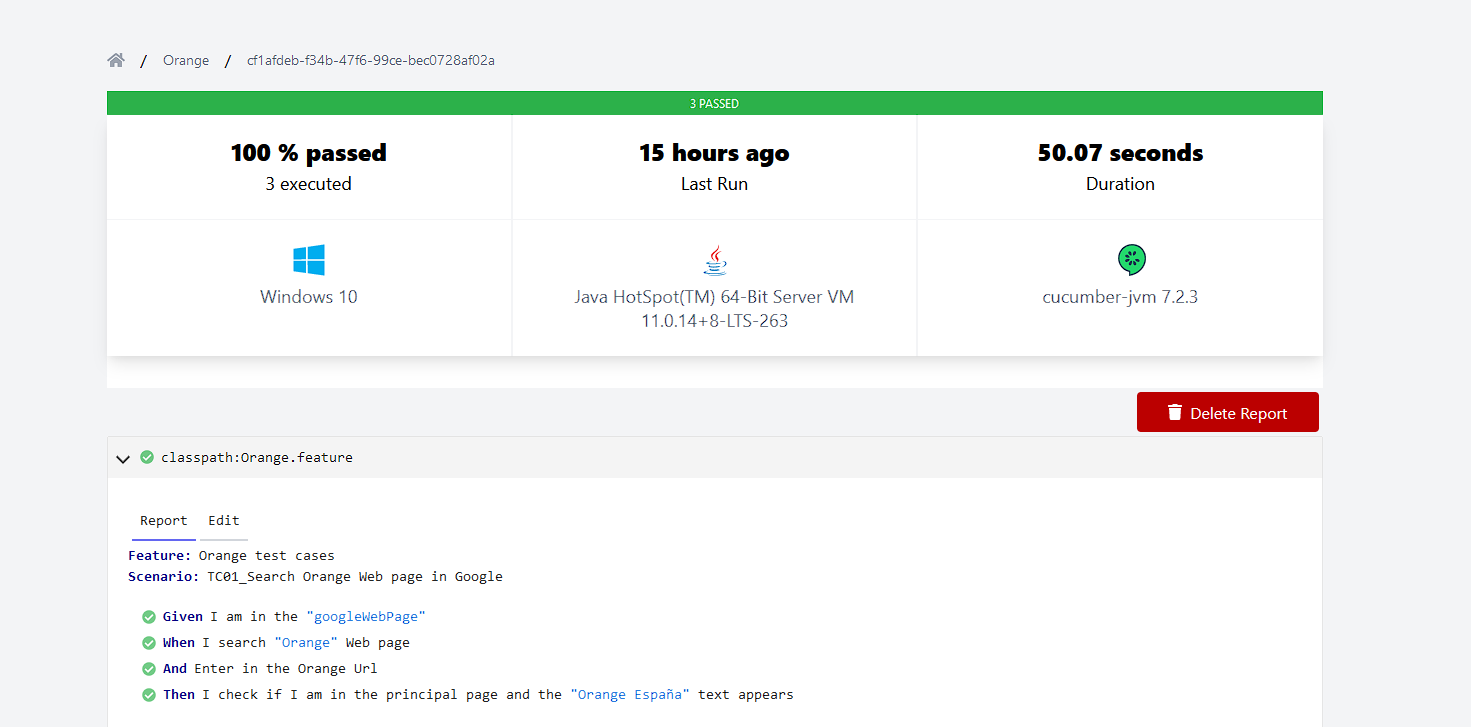 / Orange / cf1afdeb-f34b-47f6-99ce-bec0728af02a
3 PASSED
100 % passed
3 executed
15 hours ago
Last Run
50.07 seconds
Duration
Windows 10
Java HotSpot(TM) 64-Bit Server VM
11.0.14+8-LTS-263
cucumber-jvm 7.2.3
Delete Report
classpath:Orange.feature
Report Edit
Feature: Orange test cases
Scenario: TC01_Search Orange Web page in Google
Given I am in the "googleWebPage"
When I search "Orange" Web page
And Enter in the Orange Url
Then I check if I am in the principal page and the "Orange España" text appears